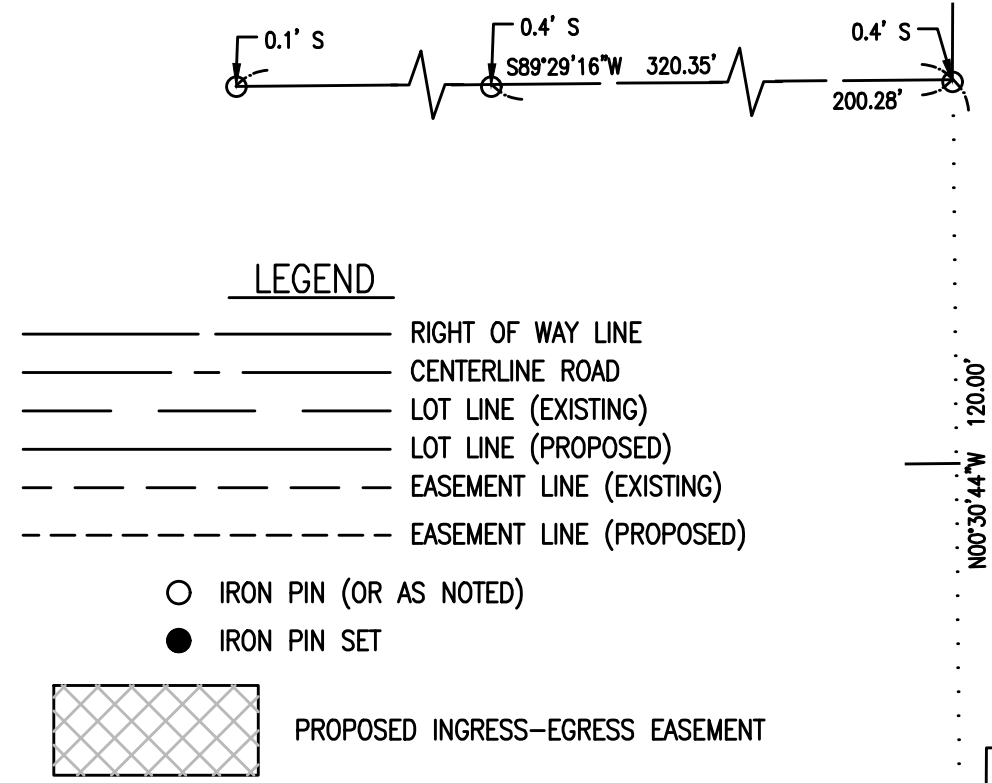 0.1' S
0.4' S
0.4' S
S89°29'16"W 320.35'
200.28'
LEGEND
RIGHT OF WAY LINE
CENTERLINE ROAD
LOT LINE (EXISTING)
LOT LINE (PROPOSED)
EASEMENT LINE (EXISTING)
EASEMENT LINE (PROPOSED)
IRON PIN (OR AS NOTED)
IRON PIN SET
PROPOSED INGRESS-EGRESS EASEMENT
N00°30'44"W 120.00'